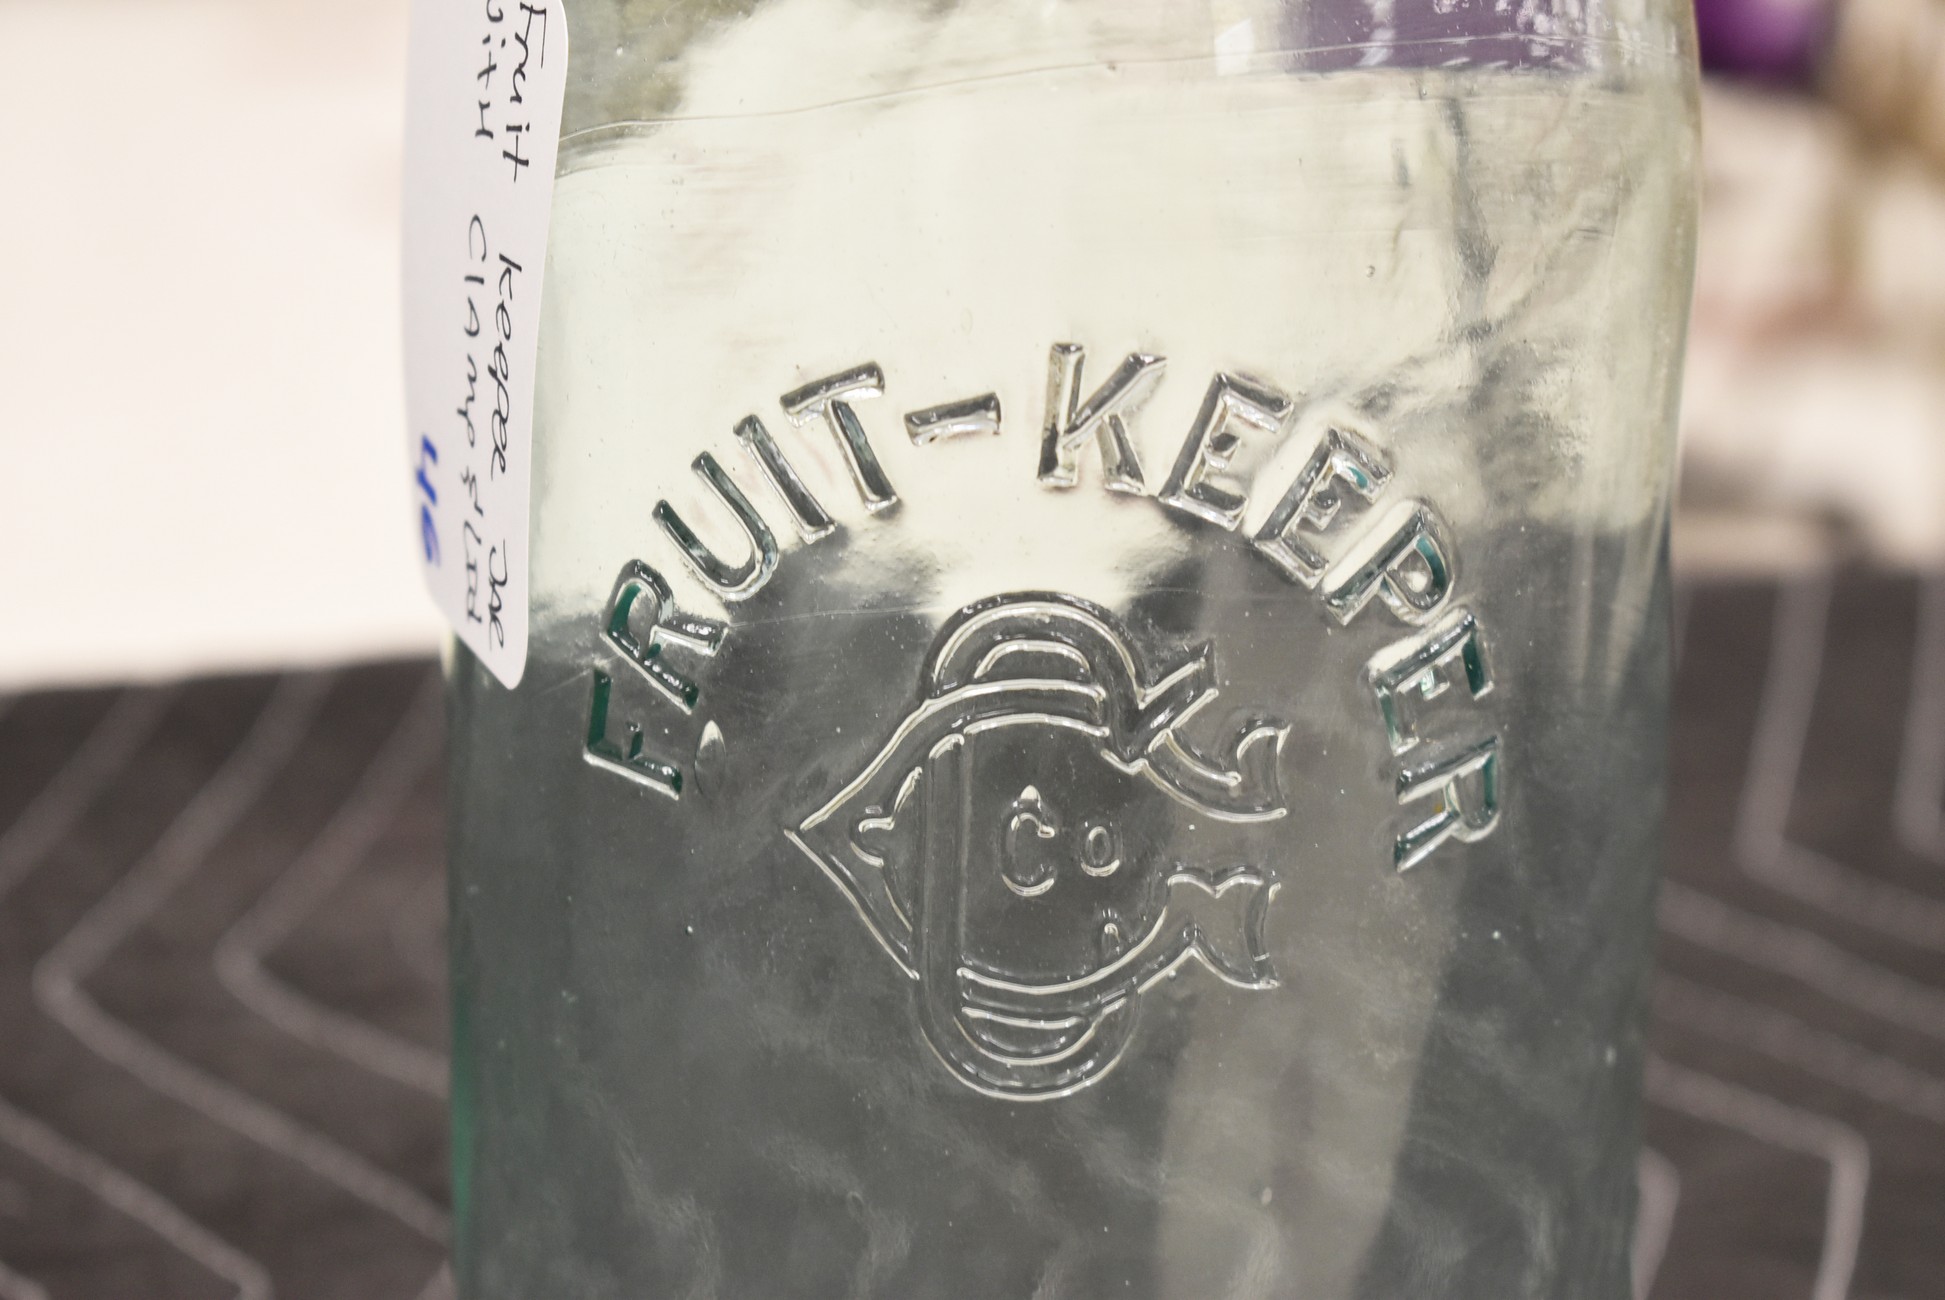 Fruit Keeper Jar
with Clamp & Lid
46
FRUIT-KEEPER
Co